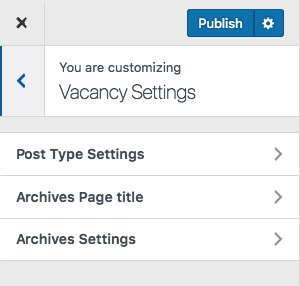 Publish
You are customizing
Vacancy Settings
Post Type Settings
Archives Page title
Archives Settings